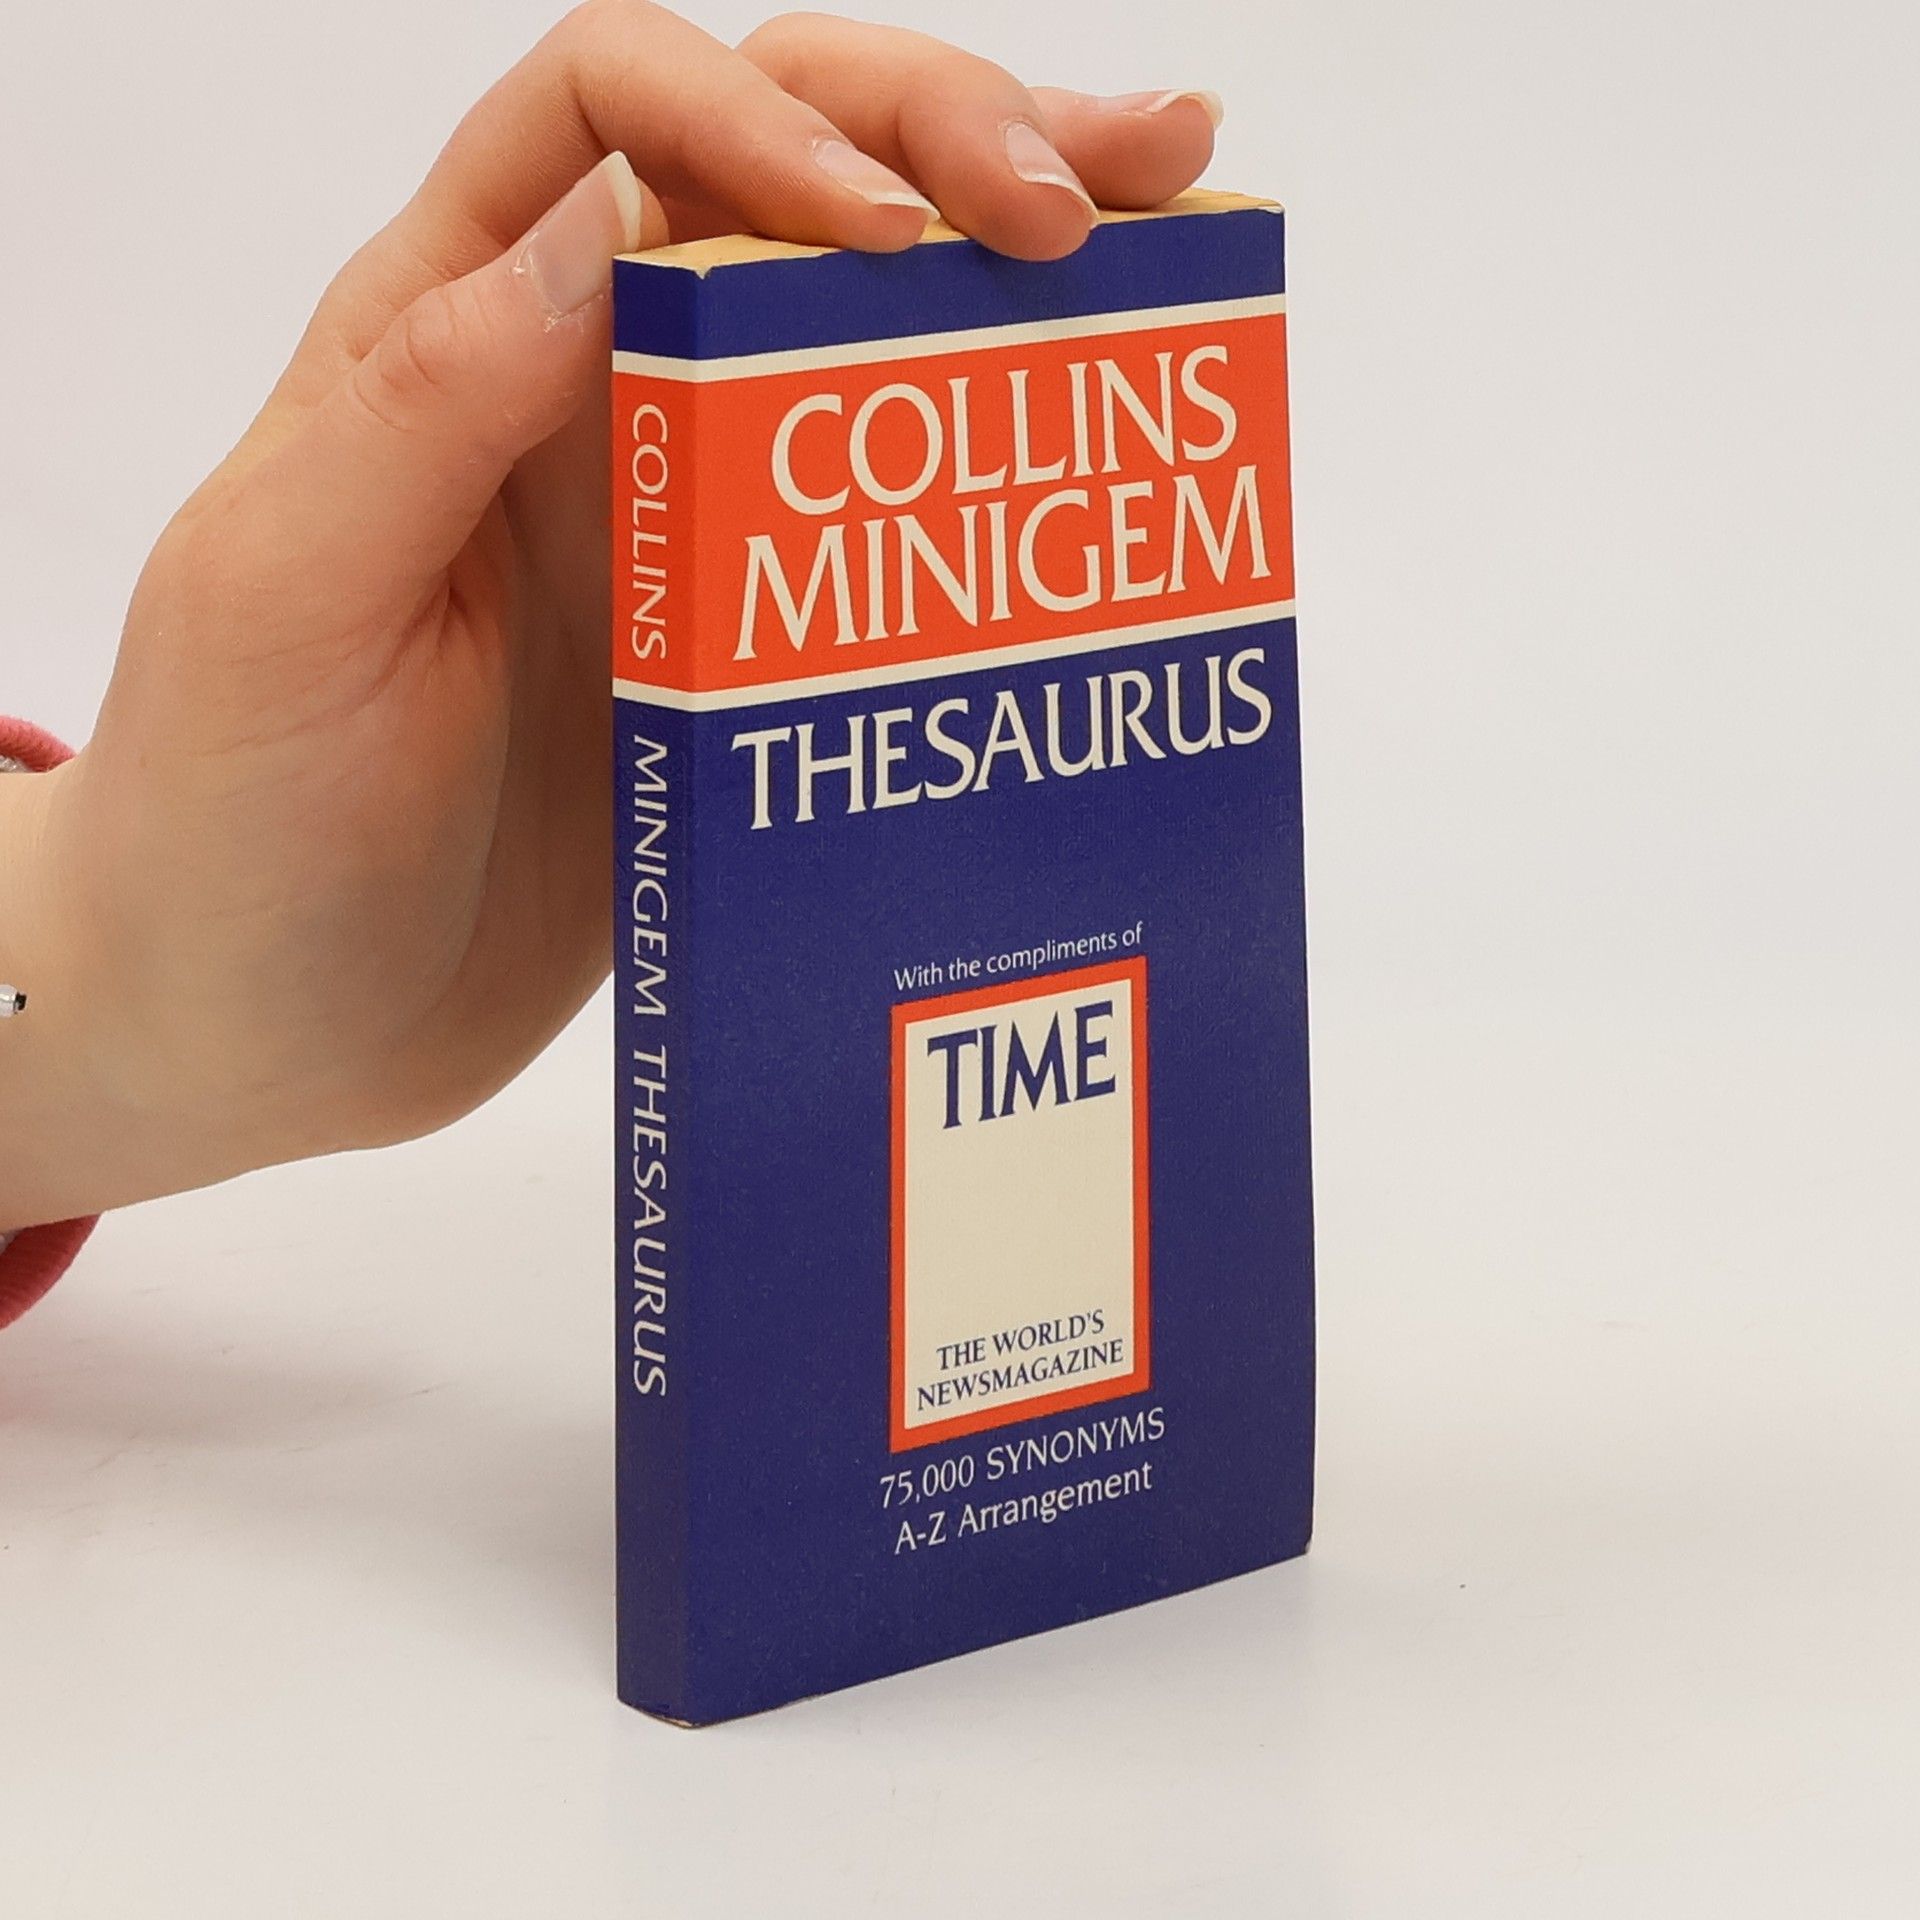 COLLINS
MINIGEM
THESAURUS
With the compliments of
TIME
THE WORLD'S
NEWSMAGAZINE
75,000 SYNONYMS
A-Z Arrangement
COLLINS MINIGEM THESAURUS